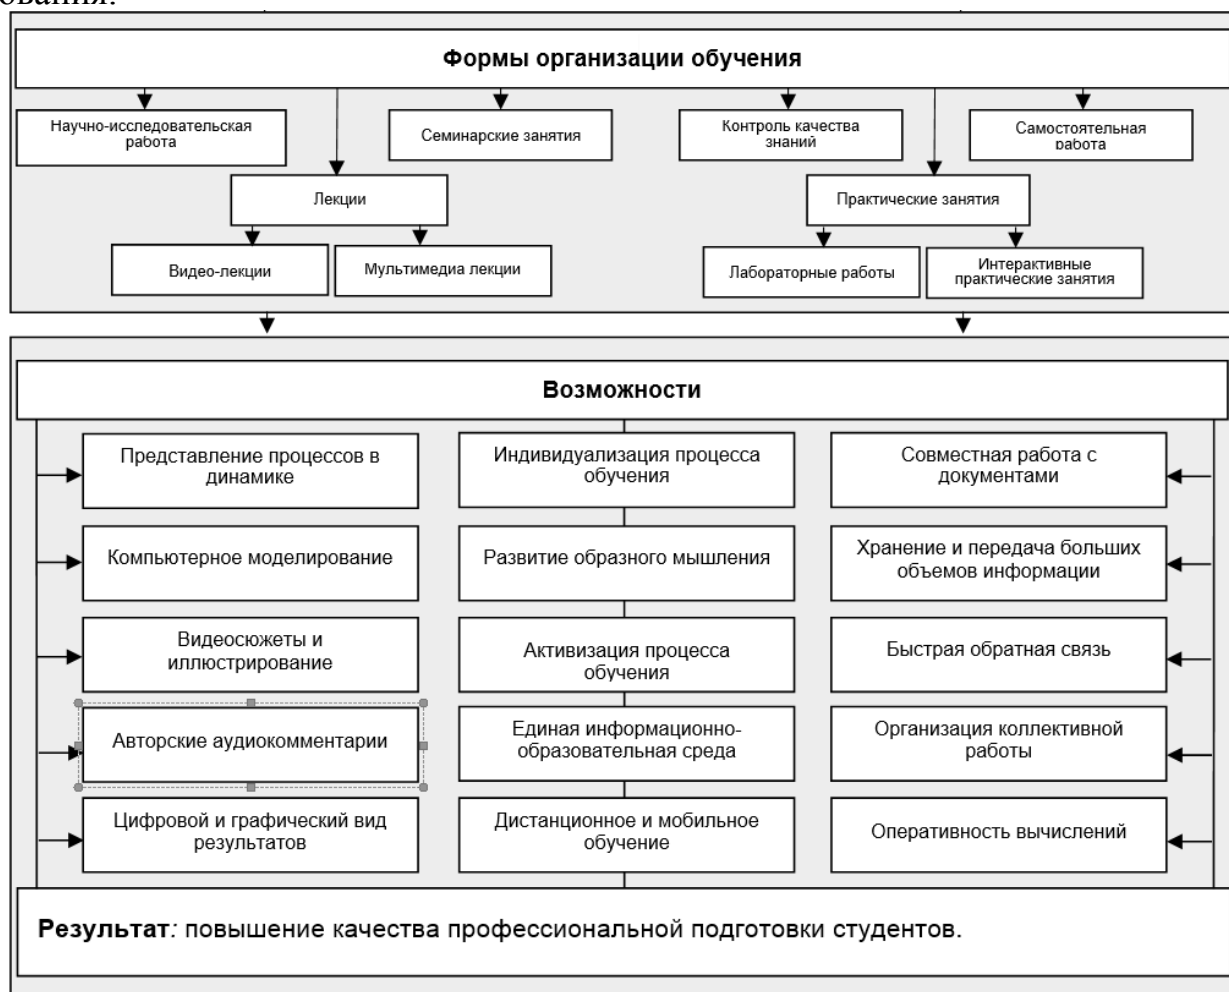 ования.
Формы организации обучения
Научно-исследовательская
работа
Семинарские занятия
Контроль качества
знаний
Самостоятельная
работа
Лекции
Практические занятия
Видео-лекции
Мультимедиа лекции
Лабораторные работы
Интерактивные
практические занятия
Возможности
Представление процессов в
динамике
Индивидуализация процесса
обучения
Совместная работа с
документами
Компьютерное моделирование
Развитие образного мышления
Хранение и передача больших
объемов информации
Видеосюжеты и
иллюстрирование
Активизация процесса
обучения
Быстрая обратная связь
Авторские аудиокомментарии
Единая информационно-
образовательная среда
Организация коллективной
работы
Цифровой и графический вид
результатов
Дистанционное и мобильное
обучение
Оперативность вычислений
Результат: повышение качества профессиональной подготовки студентов.